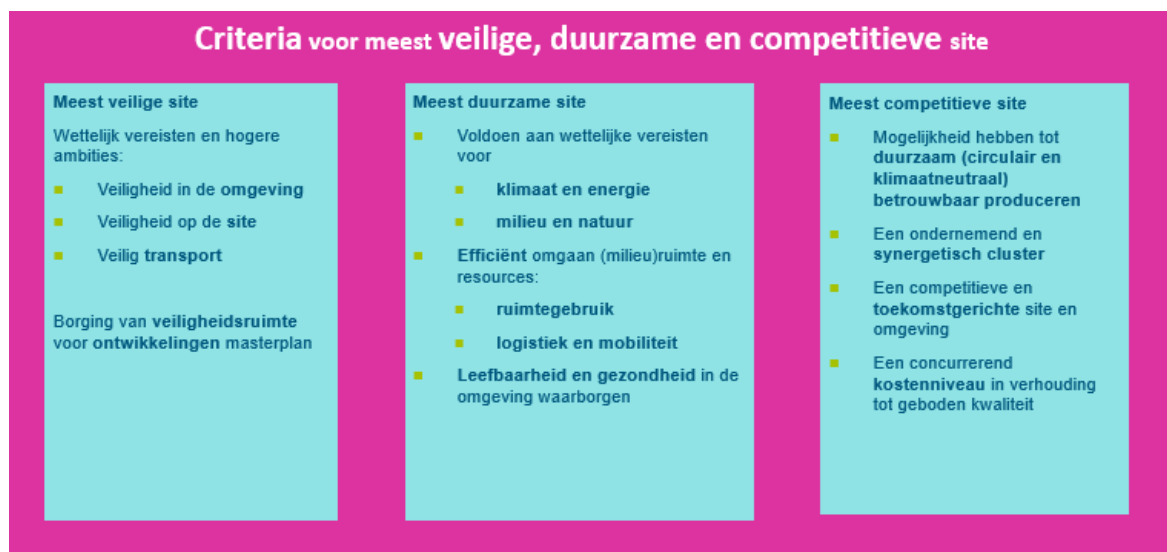 Criteria voor meest veilige, duurzame en competitieve site
Meest veilige site
Wettelijk vereisten en hogere
ambities:
Veiligheid in de omgeving
Veiligheid op de site
Veilig transport
Borging van veiligheidsruimte
voor ontwikkelingen masterplan
Meest duurzame site
Voldoen aan wettelijke vereisten
voor
klimaat en energie
milieu en natuur
Efficiënt omgaan (milieu)ruimte en
resources:
ruimtegebruik
logistiek en mobiliteit
Leefbaarheid en gezondheid in de
omgeving waarborgen
Meest competitieve site
Mogelijkheid hebben tot
duurzaam (circulair en
klimaatneutraal)
betrouwbaar produceren
Een ondernemend en
synergetisch cluster
Een competitieve en
toekomstgerichte site en
omgeving
Een concurrerend
kostenniveau in verhouding
tot geboden kwaliteit